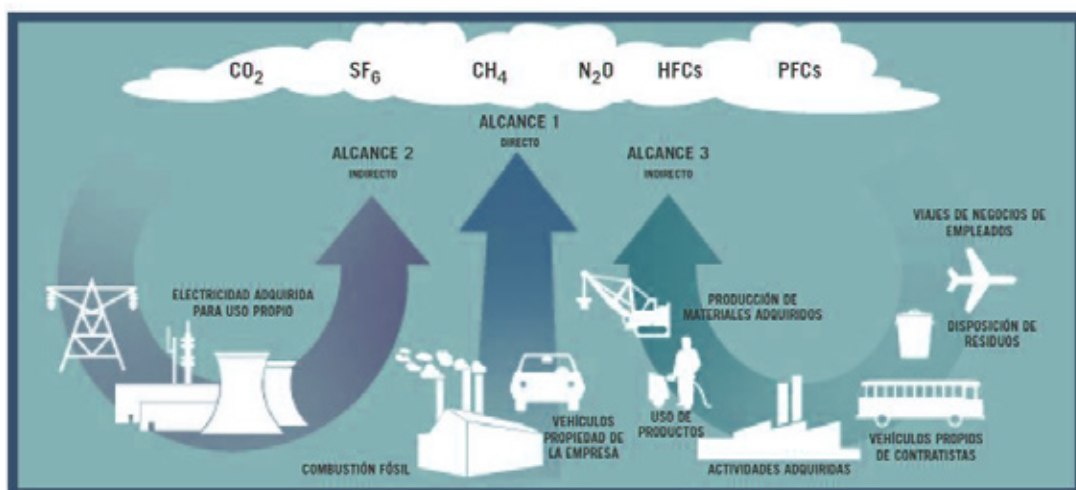 CO₂ SF₆ CH₄ N₂O HFCs PFCs
ALCANCE 1
DIRECTO
ALCANCE 2
INDIRECTO
ALCANCE 3
INDIRECTO
VIAJES DE NEGOCIOS DE
EMPLEADOS
ELECTRICIDAD ADQUIRIDA
PARA USO PROPIO
PRODUCCIÓN DE
MATERIALES ADQUIRIDOS
DISPOSICIÓN DE
RESIDUOS
COMBUSTIÓN FÓSIL
VEHÍCULOS
PROPIEDAD DE
LA EMPRESA
USO DE
PRODUCTOS
ACTIVIDADES ADQUIRIDAS
VEHÍCULOS PROPIOS
DE CONTRATISTAS